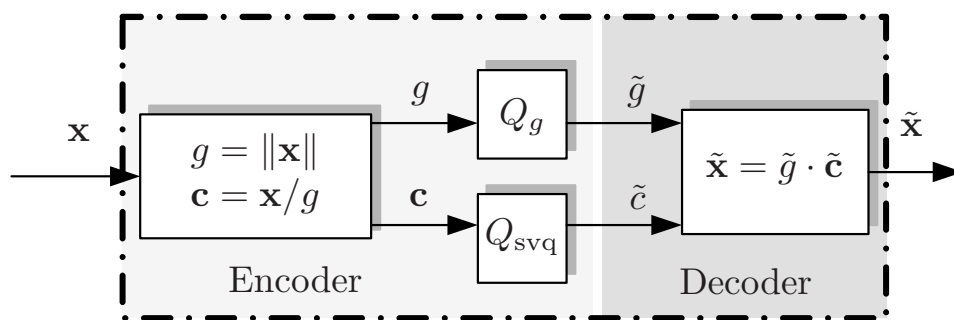 x
g = ‖x‖
c = x/g
g
Q_g
g̃
c
Q_svq
c̃
x̃ = g̃ · c̃
x̃
Encoder
Decoder